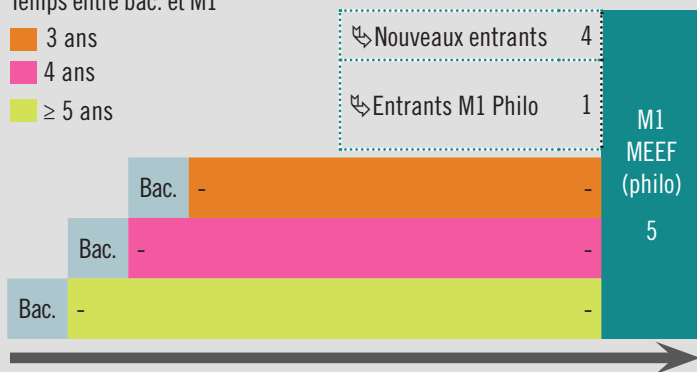 Temps entre bac. et M1
3 ans
4 ans
≥ 5 ans
Nouveaux entrants 4
Entrants M1 Philo 1
M1
MEEF
(philo)
5
Bac. - -
Bac. - -
Bac. - -